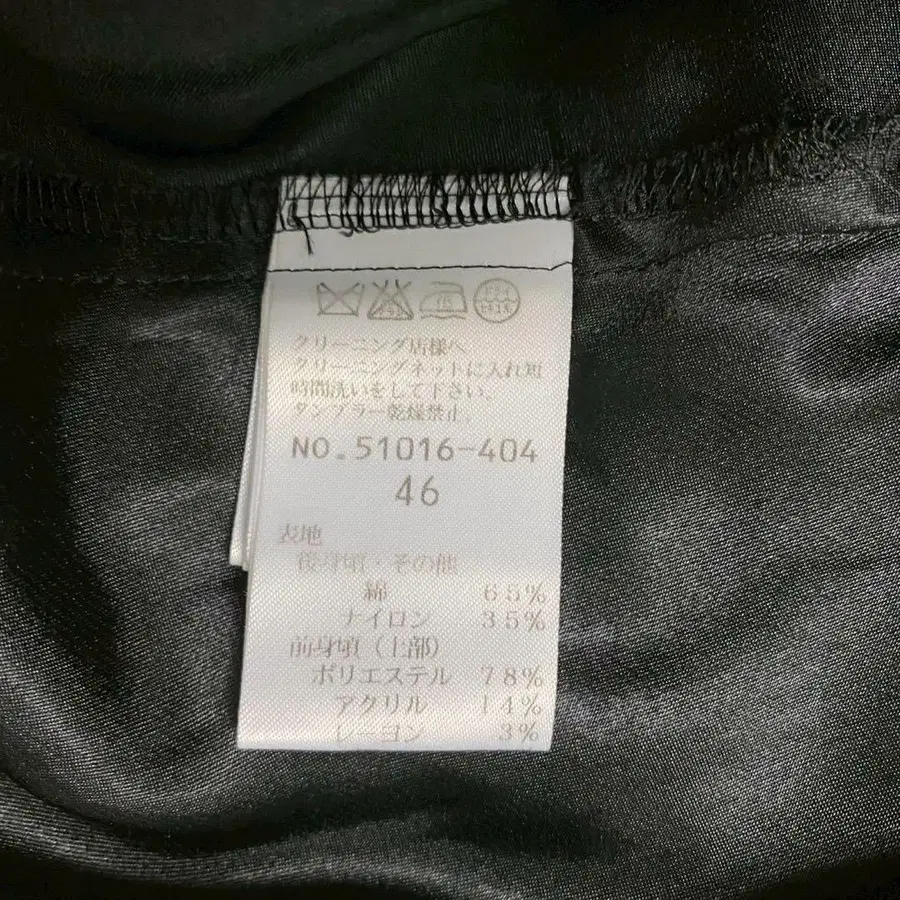 クリーニング店様へ
クリーニングネットに入れ短
時間洗いをして下さい。
タンブラー乾燥禁止。
NO.51016-404
46
表地
後身頃・その他
綿 65%
ナイロン 35%
前身頃(上部)
ポリエステル 78%
アクリル 14%
レーヨン 3%